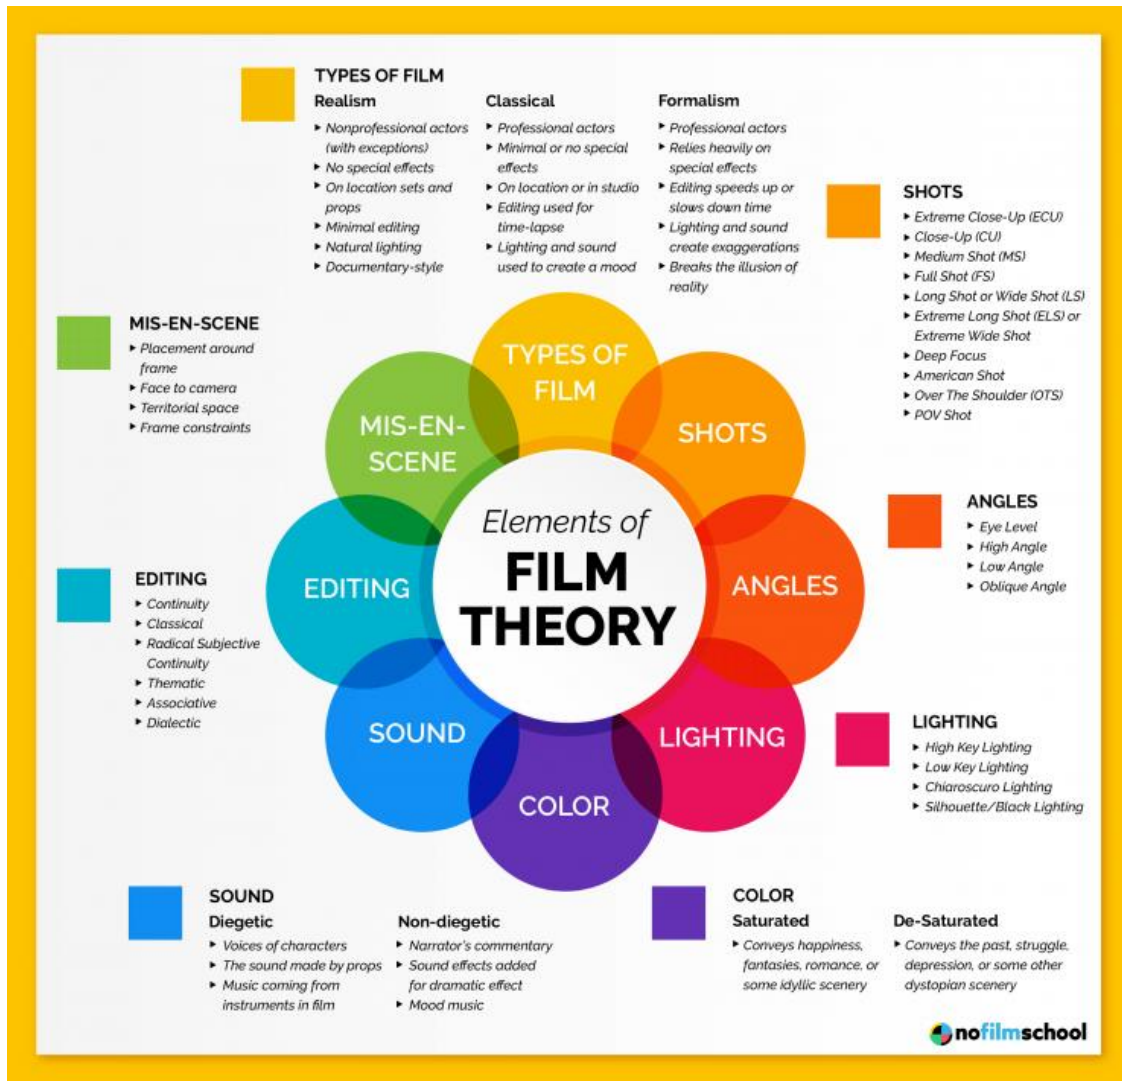 TYPES OF FILM
Realism
▸ Nonprofessional actors
(with exceptions)
▸ No special effects
▸ On location sets and
props
▸ Minimal editing
▸ Natural lighting
▸ Documentary-style
Classical
▸ Professional actors
▸ Minimal or no special
effects
▸ On location or in studio
▸ Editing used for
time-lapse
▸ Lighting and sound
used to create a mood
Formalism
▸ Professional actors
▸ Relies heavily on
special effects
▸ Editing speeds up or
slows down time
▸ Lighting and sound
create exaggerations
▸ Breaks the illusion of
reality
SHOTS
▸ Extreme Close-Up (ECU)
▸ Close-Up (CU)
▸ Medium Shot (MS)
▸ Full Shot (FS)
▸ Long Shot or Wide Shot (LS)
▸ Extreme Long Shot (ELS) or
Extreme Wide Shot
▸ Deep Focus
▸ American Shot
▸ Over The Shoulder (OTS)
▸ POV Shot
MIS-EN-SCENE
▸ Placement around
frame
▸ Face to camera
▸ Territorial space
▸ Frame constraints
TYPES OF
FILM
MIS-EN-
SCENE
SHOTS
Elements of
FILM
THEORY
EDITING
ANGLES
SOUND
LIGHTING
COLOR
ANGLES
▸ Eye Level
▸ High Angle
▸ Low Angle
▸ Oblique Angle
EDITING
▸ Continuity
▸ Classical
▸ Radical Subjective
Continuity
▸ Thematic
▸ Associative
▸ Dialectic
LIGHTING
▸ High Key Lighting
▸ Low Key Lighting
▸ Chiaroscuro Lighting
▸ Silhouette/Black Lighting
SOUND
Diegetic
▸ Voices of characters
▸ The sound made by props
▸ Music coming from
instruments in film
Non-diegetic
▸ Narrator's commentary
▸ Sound effects added
for dramatic effect
▸ Mood music
COLOR
Saturated
▸ Conveys happiness,
fantasies, romance, or
some idyllic scenery
De-Saturated
▸ Conveys the past, struggle,
depression, or some other
dystopian scenery
nofilmschool